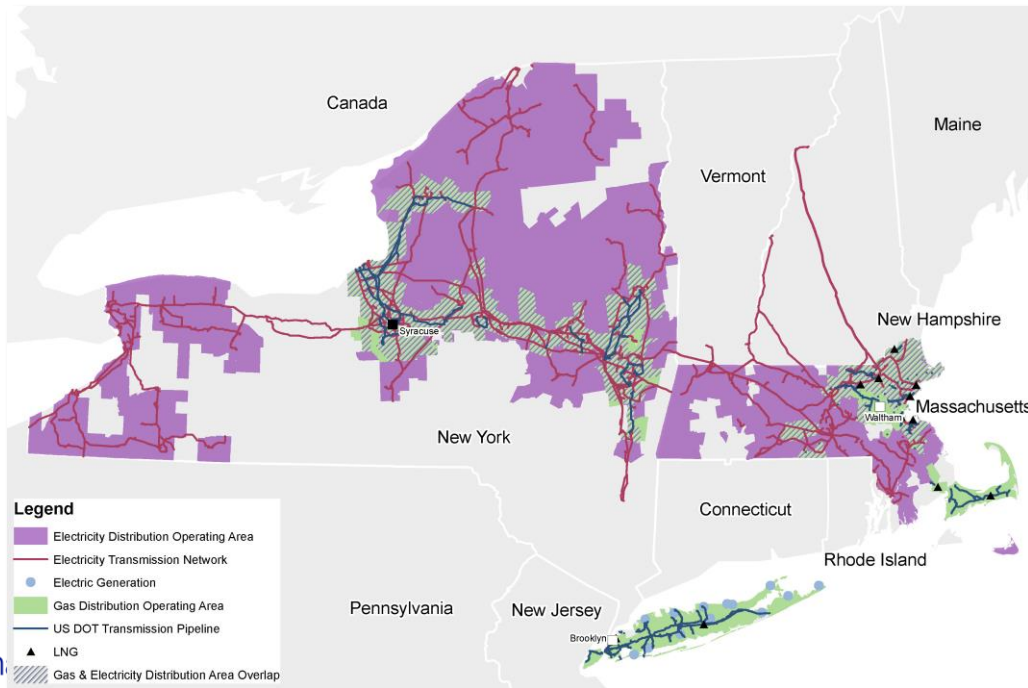 Canada
Maine
Vermont
New Hampshire
Syracuse
Massachusetts
Waltham
New York
Connecticut
Rhode Island
Pennsylvania
New Jersey
Brooklyn
Legend
Electricity Distribution Operating Area
Electricity Transmission Network
Electric Generation
Gas Distribution Operating Area
US DOT Transmission Pipeline
LNG
Gas & Electricity Distribution Area Overlap